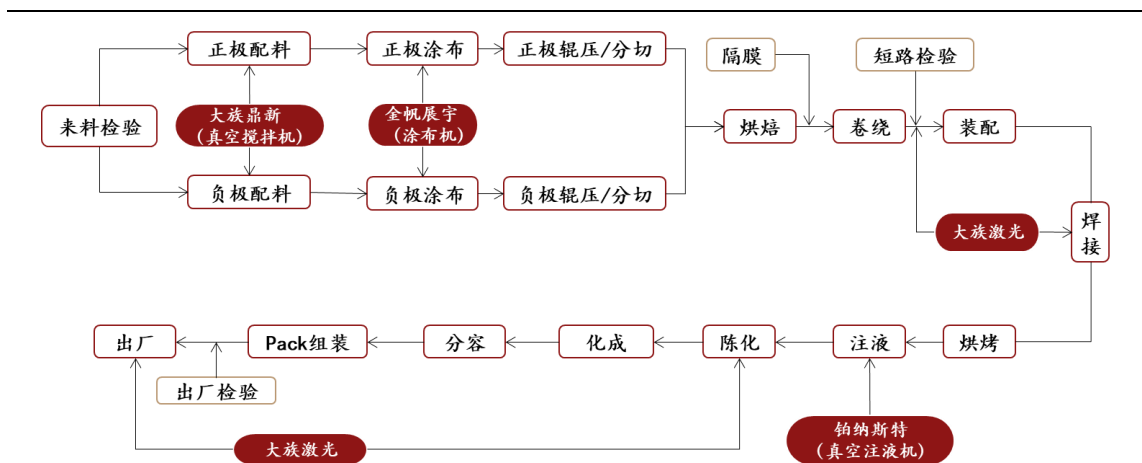 正极配料
正极涂布
正极辊压/分切
隔膜
短路检验
来料检验
大族鼎新
（真空搅拌机）
金帆展宇
（涂布机）
烘焙
卷绕
装配
负极配料
负极涂布
负极辊压/分切
大族激光
焊
接
出厂
Pack组装
分容
化成
陈化
注液
烘烤
出厂检验
大族激光
铂纳斯特
（真空注液机）